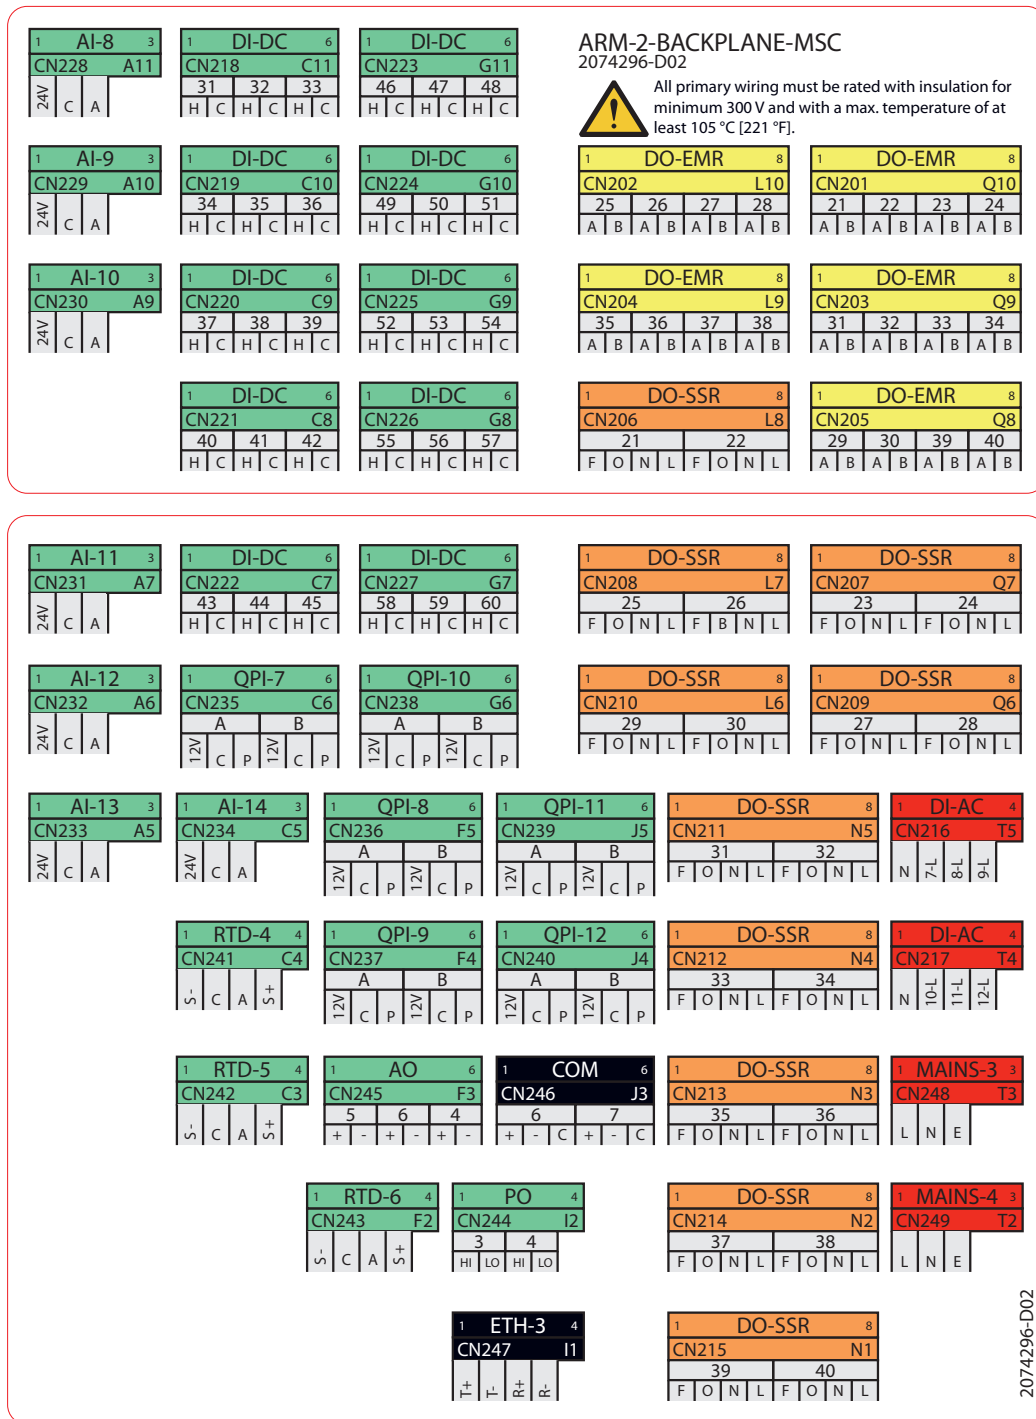 1 AI-8 3
CN228 A11
24V C A
1 DI-DC 6
CN218 C11
31 32 33
H C H C H C
1 DI-DC 6
CN223 G11
46 47 48
H C H C H C
ARM-2-BACKPLANE-MSC
2074296-D02
All primary wiring must be rated with insulation for
minimum 300 V and with a max. temperature of at
least 105 °C [221 °F].
1 AI-9 3
CN229 A10
24V C A
1 DI-DC 6
CN219 C10
34 35 36
H C H C H C
1 DI-DC 6
CN224 G10
49 50 51
H C H C H C
1 DO-EMR 8
CN202 L10
25 26 27 28
A B A B A B A B
1 DO-EMR 8
CN201 Q10
21 22 23 24
A B A B A B A B
1 AI-10 3
CN230 A9
24V C A
1 DI-DC 6
CN220 C9
37 38 39
H C H C H C
1 DI-DC 6
CN225 G9
52 53 54
H C H C H C
1 DO-EMR 8
CN204 L9
35 36 37 38
A B A B A B A B
1 DO-EMR 8
CN203 Q9
31 32 33 34
A B A B A B A B
1 DI-DC 6
CN221 C8
40 41 42
H C H C H C
1 DI-DC 6
CN226 G8
55 56 57
H C H C H C
1 DO-SSR 8
CN206 L8
21 22
F O N L F O N L
1 DO-EMR 8
CN205 Q8
29 30 39 40
A B A B A B A B
1 AI-11 3
CN231 A7
24V C A
1 DI-DC 6
CN222 C7
43 44 45
H C H C H C
1 DI-DC 6
CN227 G7
58 59 60
H C H C H C
1 DO-SSR 8
CN208 L7
25 26
F O N L F B N L
1 DO-SSR 8
CN207 Q7
23 24
F O N L F O N L
1 AI-12 3
CN232 A6
24V C A
1 QPI-7 6
CN235 C6
A B
12V C P 12V C P
1 QPI-10 6
CN238 G6
A B
12V C P 12V C P
1 DO-SSR 8
CN210 L6
29 30
F O N L F O N L
1 DO-SSR 8
CN209 Q6
27 28
F O N L F O N L
1 AI-13 3
CN233 A5
24V C A
1 AI-14 3
CN234 C5
24V C A
1 QPI-8 6
CN236 F5
A B
12V C P 12V C P
1 QPI-11 6
CN239 J5
A B
12V C P 12V C P
1 DO-SSR 8
CN211 N5
31 32
F O N L F O N L
1 DI-AC 4
CN216 T5
N 7-L 8-L 9-L
1 RTD-4 4
CN241 C4
S- C A S+
1 QPI-9 6
CN237 F4
A B
12V C P 12V C P
1 QPI-12 6
CN240 J4
A B
12V C P 12V C P
1 DO-SSR 8
CN212 N4
33 34
F O N L F O N L
1 DI-AC 4
CN217 T4
N 10-L 11-L 12-L
1 RTD-5 4
CN242 C3
S- C A S+
1 AO 6
CN245 F3
5 6 4
+ - + - + -
1 COM 6
CN246 J3
6 7
+ - C + - C
1 DO-SSR 8
CN213 N3
35 36
F O N L F O N L
1 MAINS-3 3
CN248 T3
L N E
1 RTD-6 4
CN243 F2
S- C A S+
1 PO 4
CN244 I2
3 4
HI LO HI LO
1 DO-SSR 8
CN214 N2
37 38
F O N L F O N L
1 MAINS-4 3
CN249 T2
L N E
1 ETH-3 4
CN247 I1
T+ T- R+ R-
1 DO-SSR 8
CN215 N1
39 40
F O N L F O N L
2074296-D02